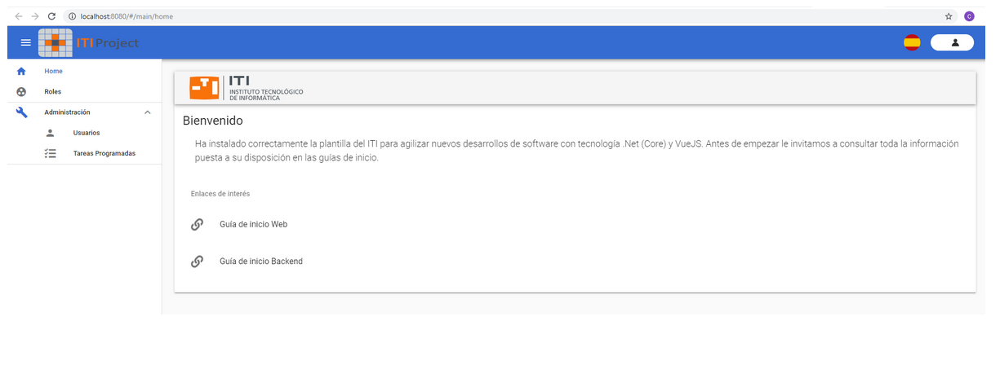 localhost:8080/#/main/home
C
ITI Project
Home
Roles
Administración
Usuarios
Tareas Programadas
ITI
INSTITUTO TECNOLÓGICO
DE INFORMÁTICA
Bienvenido
Ha instalado correctamente la plantilla del ITI para agilizar nuevos desarrollos de software con tecnología .Net (Core) y VueJS. Antes de empezar le invitamos a consultar toda la información
puesta a su disposición en las guías de inicio.
Enlaces de interés
Guía de inicio Web
Guía de inicio Backend